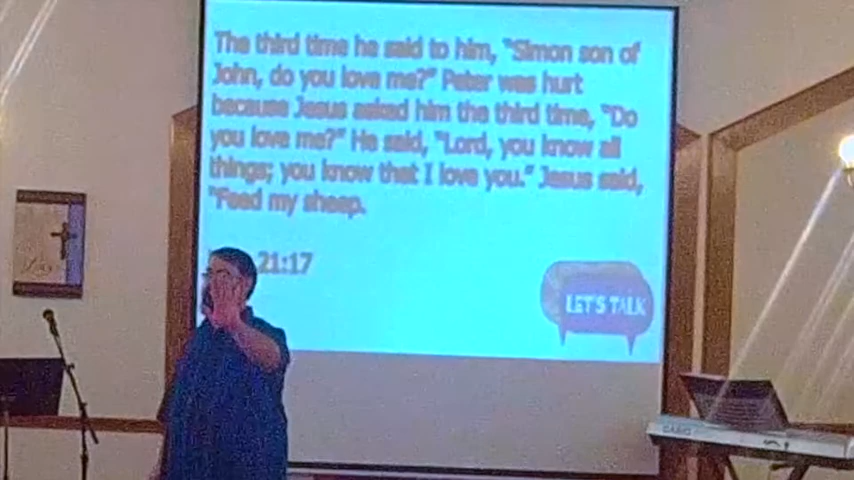 The third time he said to him, "Simon son of
John, do you love me?" Peter was hurt
because Jesus asked him the third time, "Do
you love me?" He said, "Lord, you know all
things; you know that I love you." Jesus said,
"Feed my sheep.
21:17
LET'S TALK
CASIO